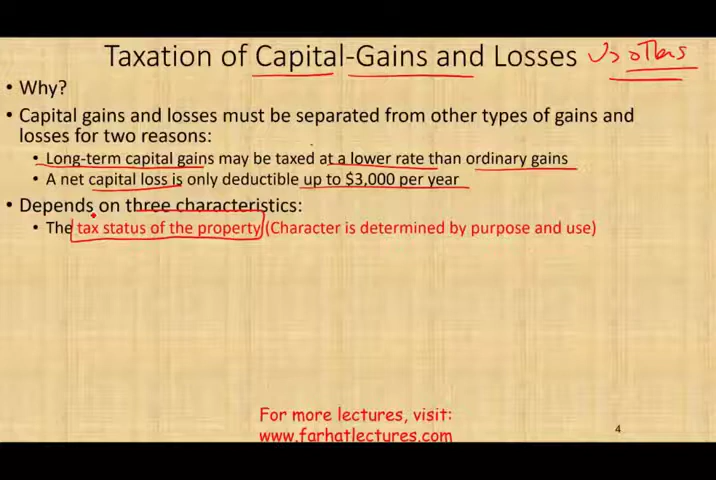 Taxation of Capital-Gains and Losses Vs others
• Why?
• Capital gains and losses must be separated from other types of gains and
losses for two reasons:
• Long-term capital gains may be taxed at a lower rate than ordinary gains
• A net capital loss is only deductible up to $3,000 per year
• Depends on three characteristics:
• The tax status of the property (Character is determined by purpose and use)
For more lectures, visit:
www.farhatlectures.com
4